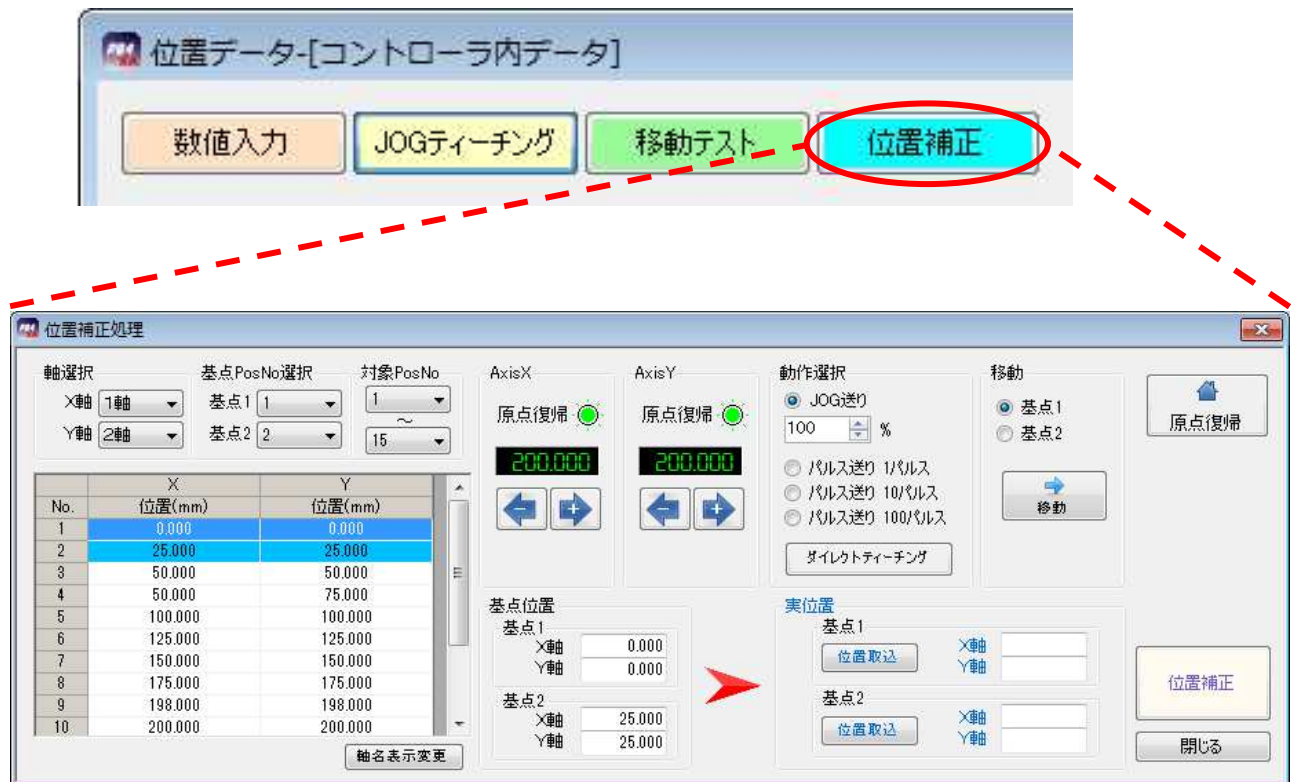 位置データ-[コントローラ内データ]
数値入力
JOGティーチング
移動テスト
位置補正
位置補正処理
軸選択
X軸 1軸
Y軸 2軸
基点PosNo選択
基点1 1
基点2 2
対象PosNo
1
～
15
X Y
No. 位置(mm) 位置(mm)
1 0.000 0.000
2 25.000 25.000
3 50.000 50.000
4 50.000 75.000
5 100.000 100.000
6 125.000 125.000
7 150.000 150.000
8 175.000 175.000
9 198.000 198.000
10 200.000 200.000
軸名表示変更
AxisX
原点復帰
200.000
AxisY
原点復帰
200.000
動作選択
JOG送り
100 %
パルス送り 1パルス
パルス送り 10パルス
パルス送り 100パルス
ダイレクトティーチング
移動
基点1
基点2
移動
原点復帰
基点位置
基点1
X軸 0.000
Y軸 0.000
基点2
X軸 25.000
Y軸 25.000
実位置
基点1
位置取込 X軸
Y軸
基点2
位置取込 X軸
Y軸
位置補正
閉じる